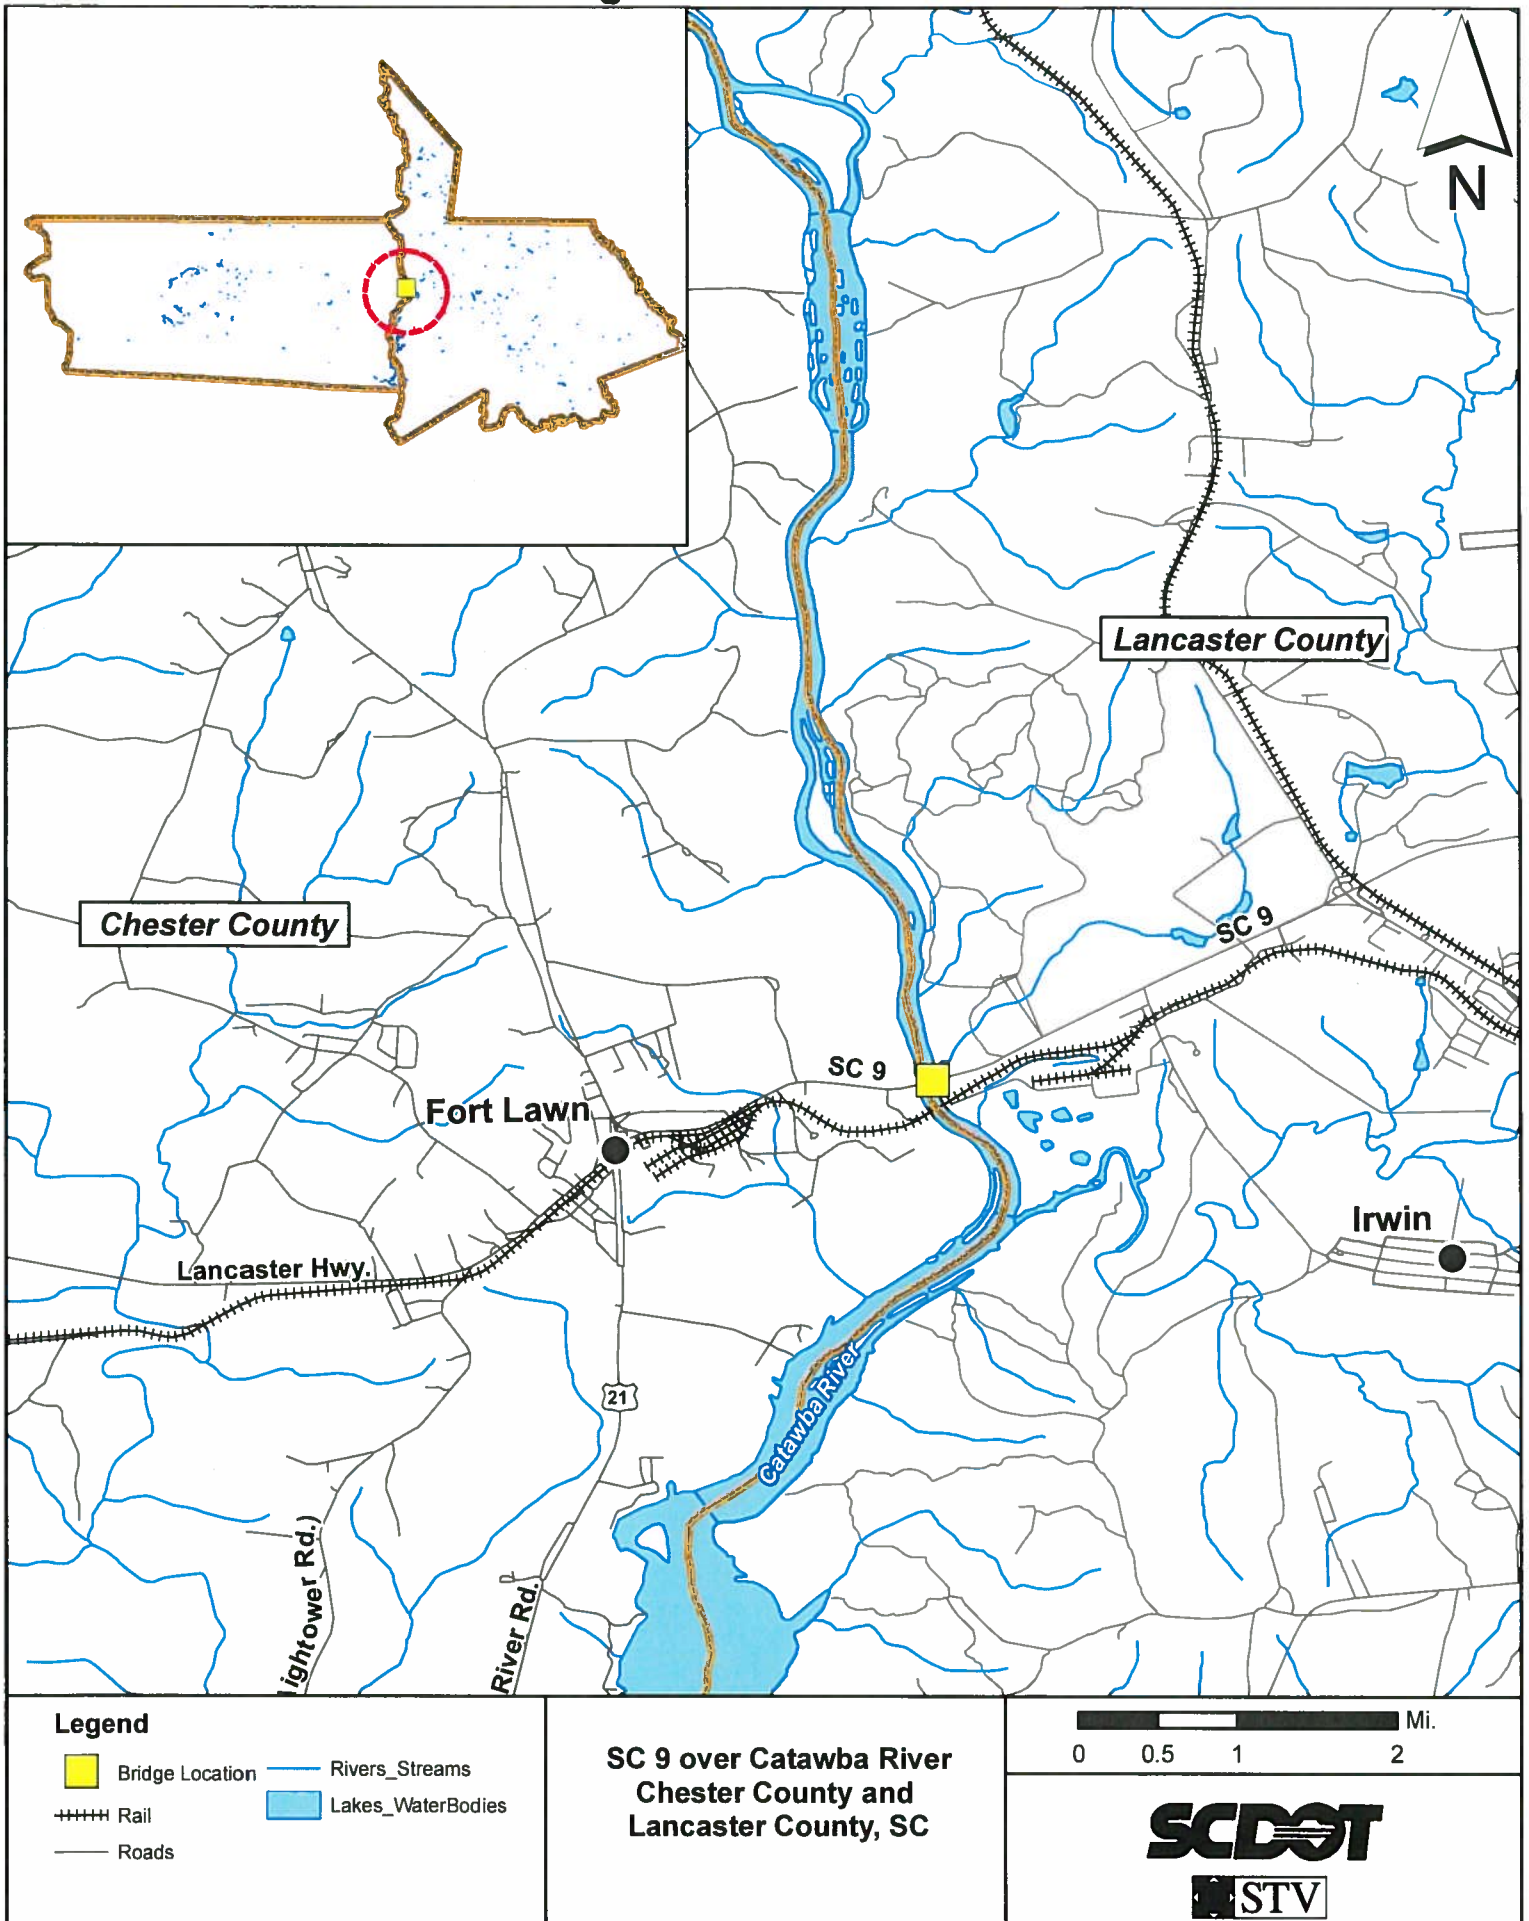 N
Lancaster County
Chester County
SC 9
SC 9
Fort Lawn
Irwin
Lancaster Hwy.
21
Catawba River
ightower Rd.)
River Rd.
Legend
Bridge Location
Rail
Roads
Rivers_Streams
Lakes_WaterBodies
SC 9 over Catawba River
Chester County and
Lancaster County, SC
Mi.
0 0.5 1 2
SCDOT
STV